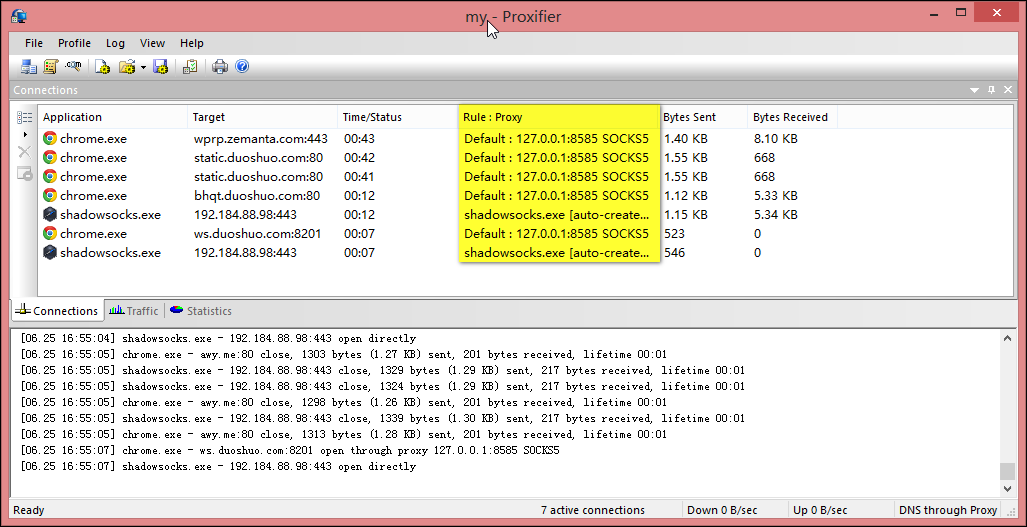 my - Proxifier
File Profile Log View Help
.com
Connections
Application Target Time/Status Rule : Proxy Bytes Sent Bytes Received
chrome.exe wprp.zemanta.com:443 00:43 Default : 127.0.0.1:8585 SOCKS5 1.40 KB 8.10 KB
chrome.exe static.duoshuo.com:80 00:42 Default : 127.0.0.1:8585 SOCKS5 1.55 KB 668
chrome.exe static.duoshuo.com:80 00:41 Default : 127.0.0.1:8585 SOCKS5 1.55 KB 668
chrome.exe bhqt.duoshuo.com:80 00:12 Default : 127.0.0.1:8585 SOCKS5 1.12 KB 5.33 KB
shadowsocks.exe 192.184.88.98:443 00:12 shadowsocks.exe [auto-create... 1.15 KB 5.34 KB
chrome.exe ws.duoshuo.com:8201 00:07 Default : 127.0.0.1:8585 SOCKS5 523 0
shadowsocks.exe 192.184.88.98:443 00:07 shadowsocks.exe [auto-create... 546 0
Connections Traffic Statistics
[06.25 16:55:04] shadowsocks.exe - 192.184.88.98:443 open directly
[06.25 16:55:05] chrome.exe - awy.me:80 close, 1303 bytes (1.27 KB) sent, 201 bytes received, lifetime 00:01
[06.25 16:55:05] shadowsocks.exe - 192.184.88.98:443 close, 1329 bytes (1.29 KB) sent, 217 bytes received, lifetime 00:01
[06.25 16:55:05] shadowsocks.exe - 192.184.88.98:443 close, 1324 bytes (1.29 KB) sent, 217 bytes received, lifetime 00:01
[06.25 16:55:05] chrome.exe - awy.me:80 close, 1298 bytes (1.26 KB) sent, 201 bytes received, lifetime 00:01
[06.25 16:55:05] shadowsocks.exe - 192.184.88.98:443 close, 1339 bytes (1.30 KB) sent, 217 bytes received, lifetime 00:01
[06.25 16:55:05] chrome.exe - awy.me:80 close, 1313 bytes (1.28 KB) sent, 201 bytes received, lifetime 00:01
[06.25 16:55:07] chrome.exe - ws.duoshuo.com:8201 open through proxy 127.0.0.1:8585 SOCKS5
[06.25 16:55:07] shadowsocks.exe - 192.184.88.98:443 open directly
Ready 7 active connections Down 0 B/sec Up 0 B/sec DNS through Proxy